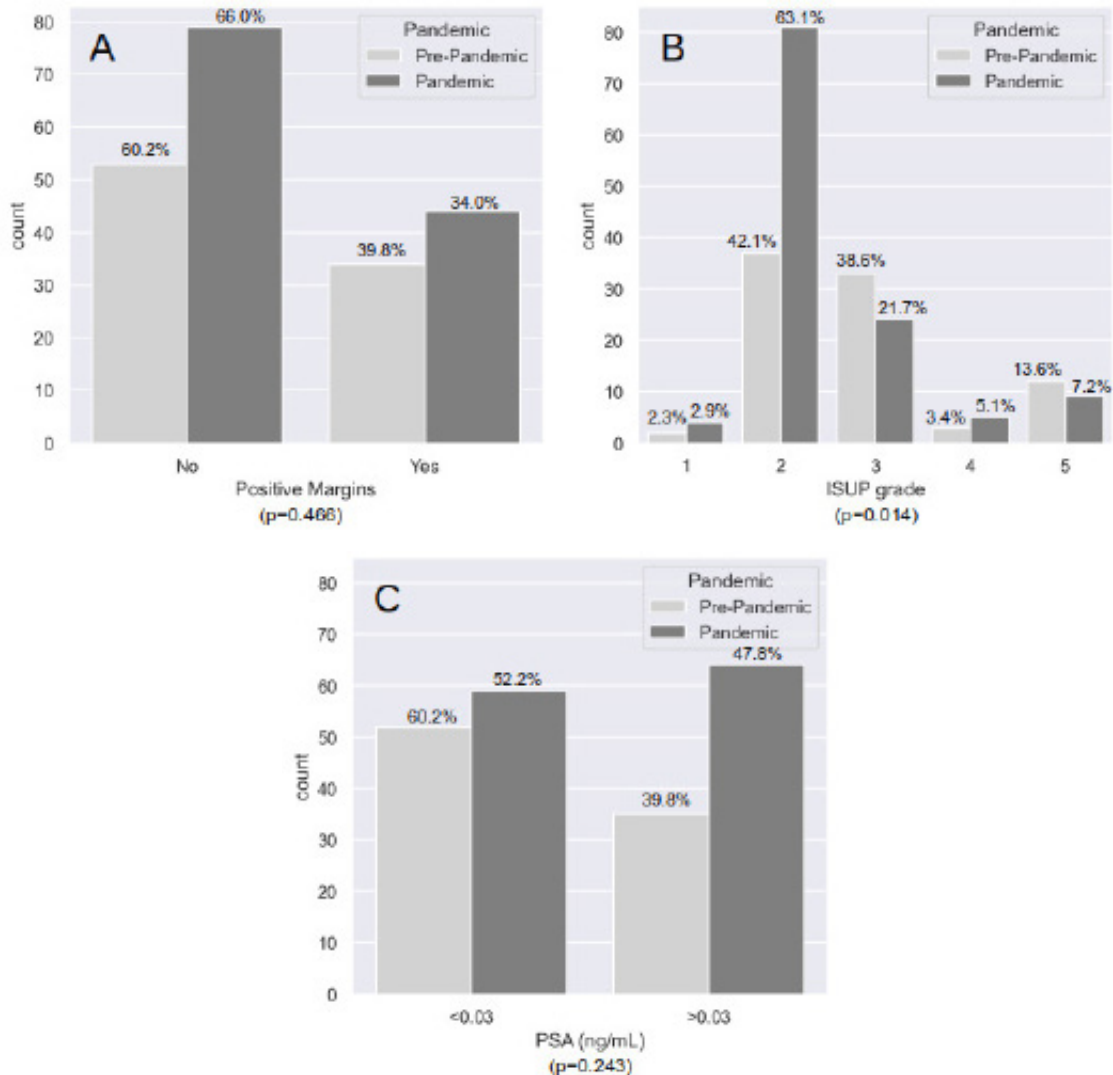 A
Pandemic
Pre-Pandemic
Pandemic
80
70
60
50
40
30
20
10
0
count
66.0%
60.2%
39.8%
34.0%
No
Yes
Positive Margins
(p=0.466)
B
Pandemic
Pre-Pandemic
Pandemic
80
70
60
50
40
30
20
10
0
count
2.3%
2.9%
42.1%
63.1%
38.6%
21.7%
3.4%
5.1%
13.6%
7.2%
1
2
3
4
5
ISUP grade
(p=0.014)
C
Pandemic
Pre-Pandemic
Pandemic
80
70
60
50
40
30
20
10
0
count
60.2%
52.2%
39.8%
47.8%
<0.03
>0.03
PSA (ng/mL)
(p=0.243)